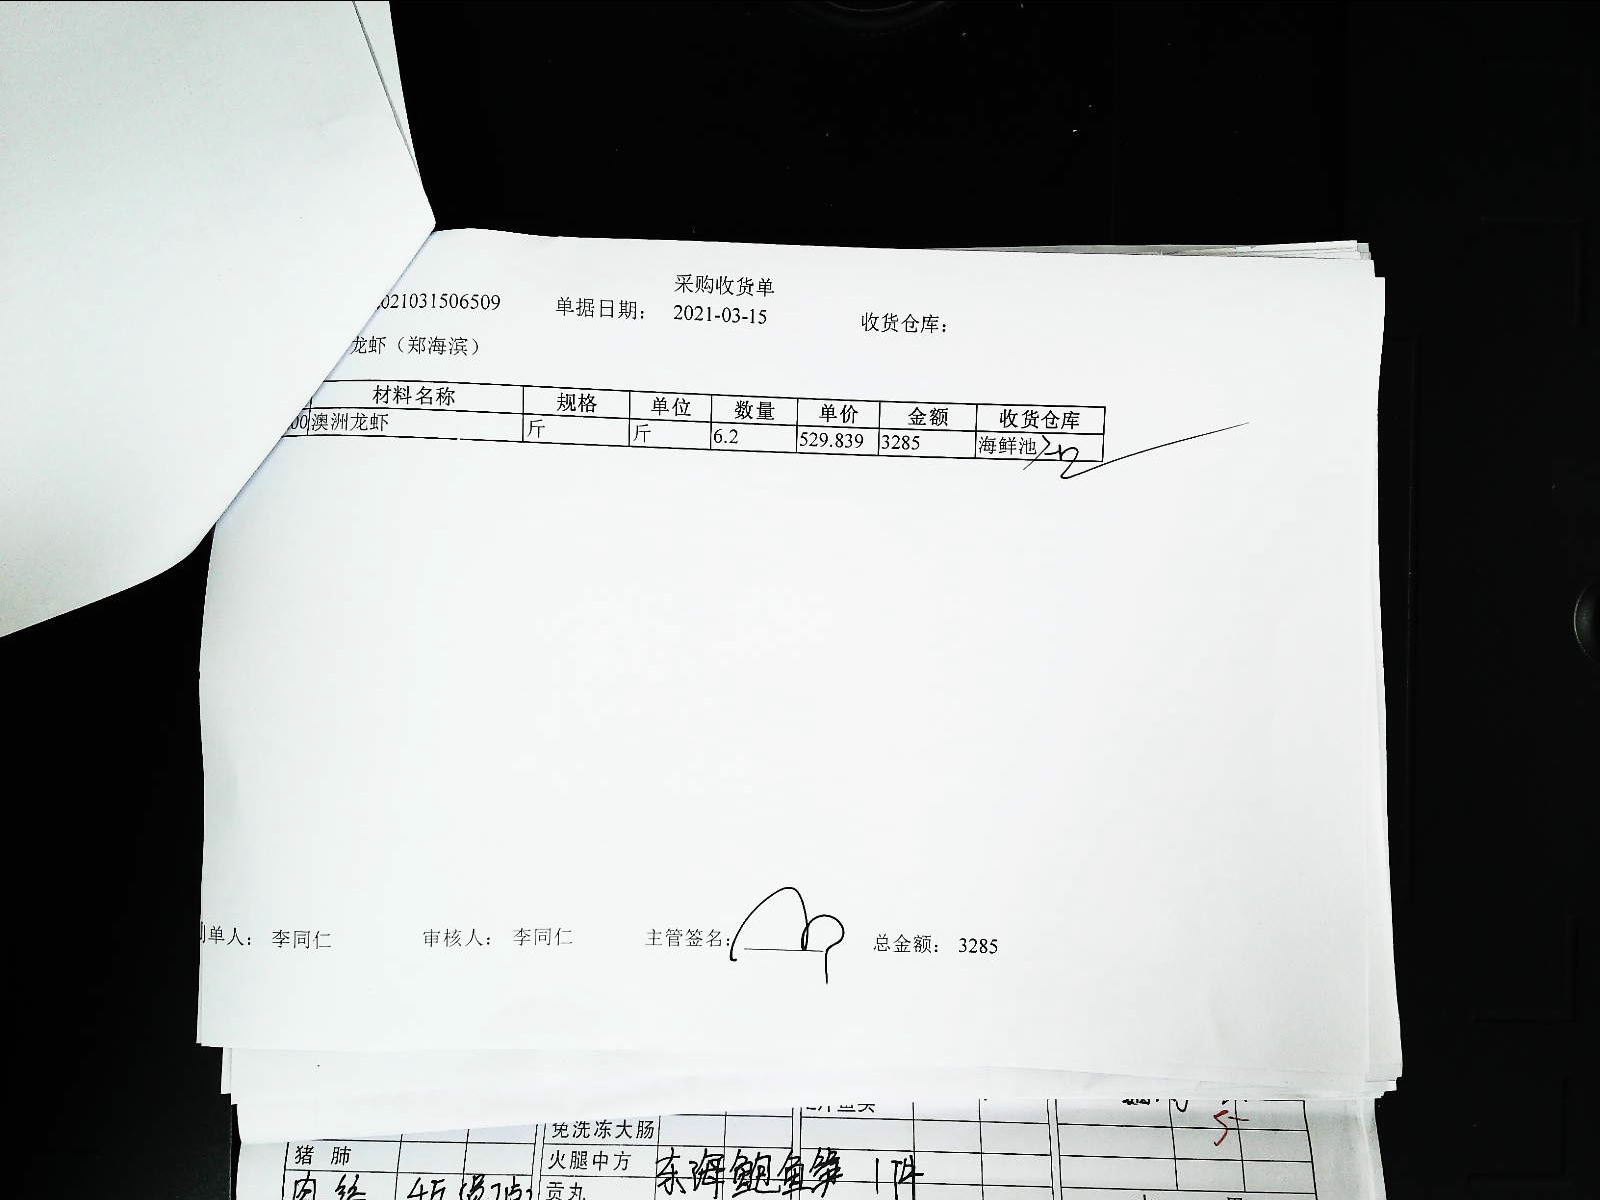 采购收货单
2021031506509 单据日期: 2021-03-15 收货仓库:
龙虾（郑海滨）
材料名称 规格 单位 数量 单价 金额 收货仓库
00 澳洲龙虾 斤 斤 6.2 529.839 3285 海鲜池
制单人: 李同仁 审核人: 李同仁 主管签名: 总金额: 3285
免洗冻大肠
猪肺 火腿中方 东海鲍鱼 1件
贡丸